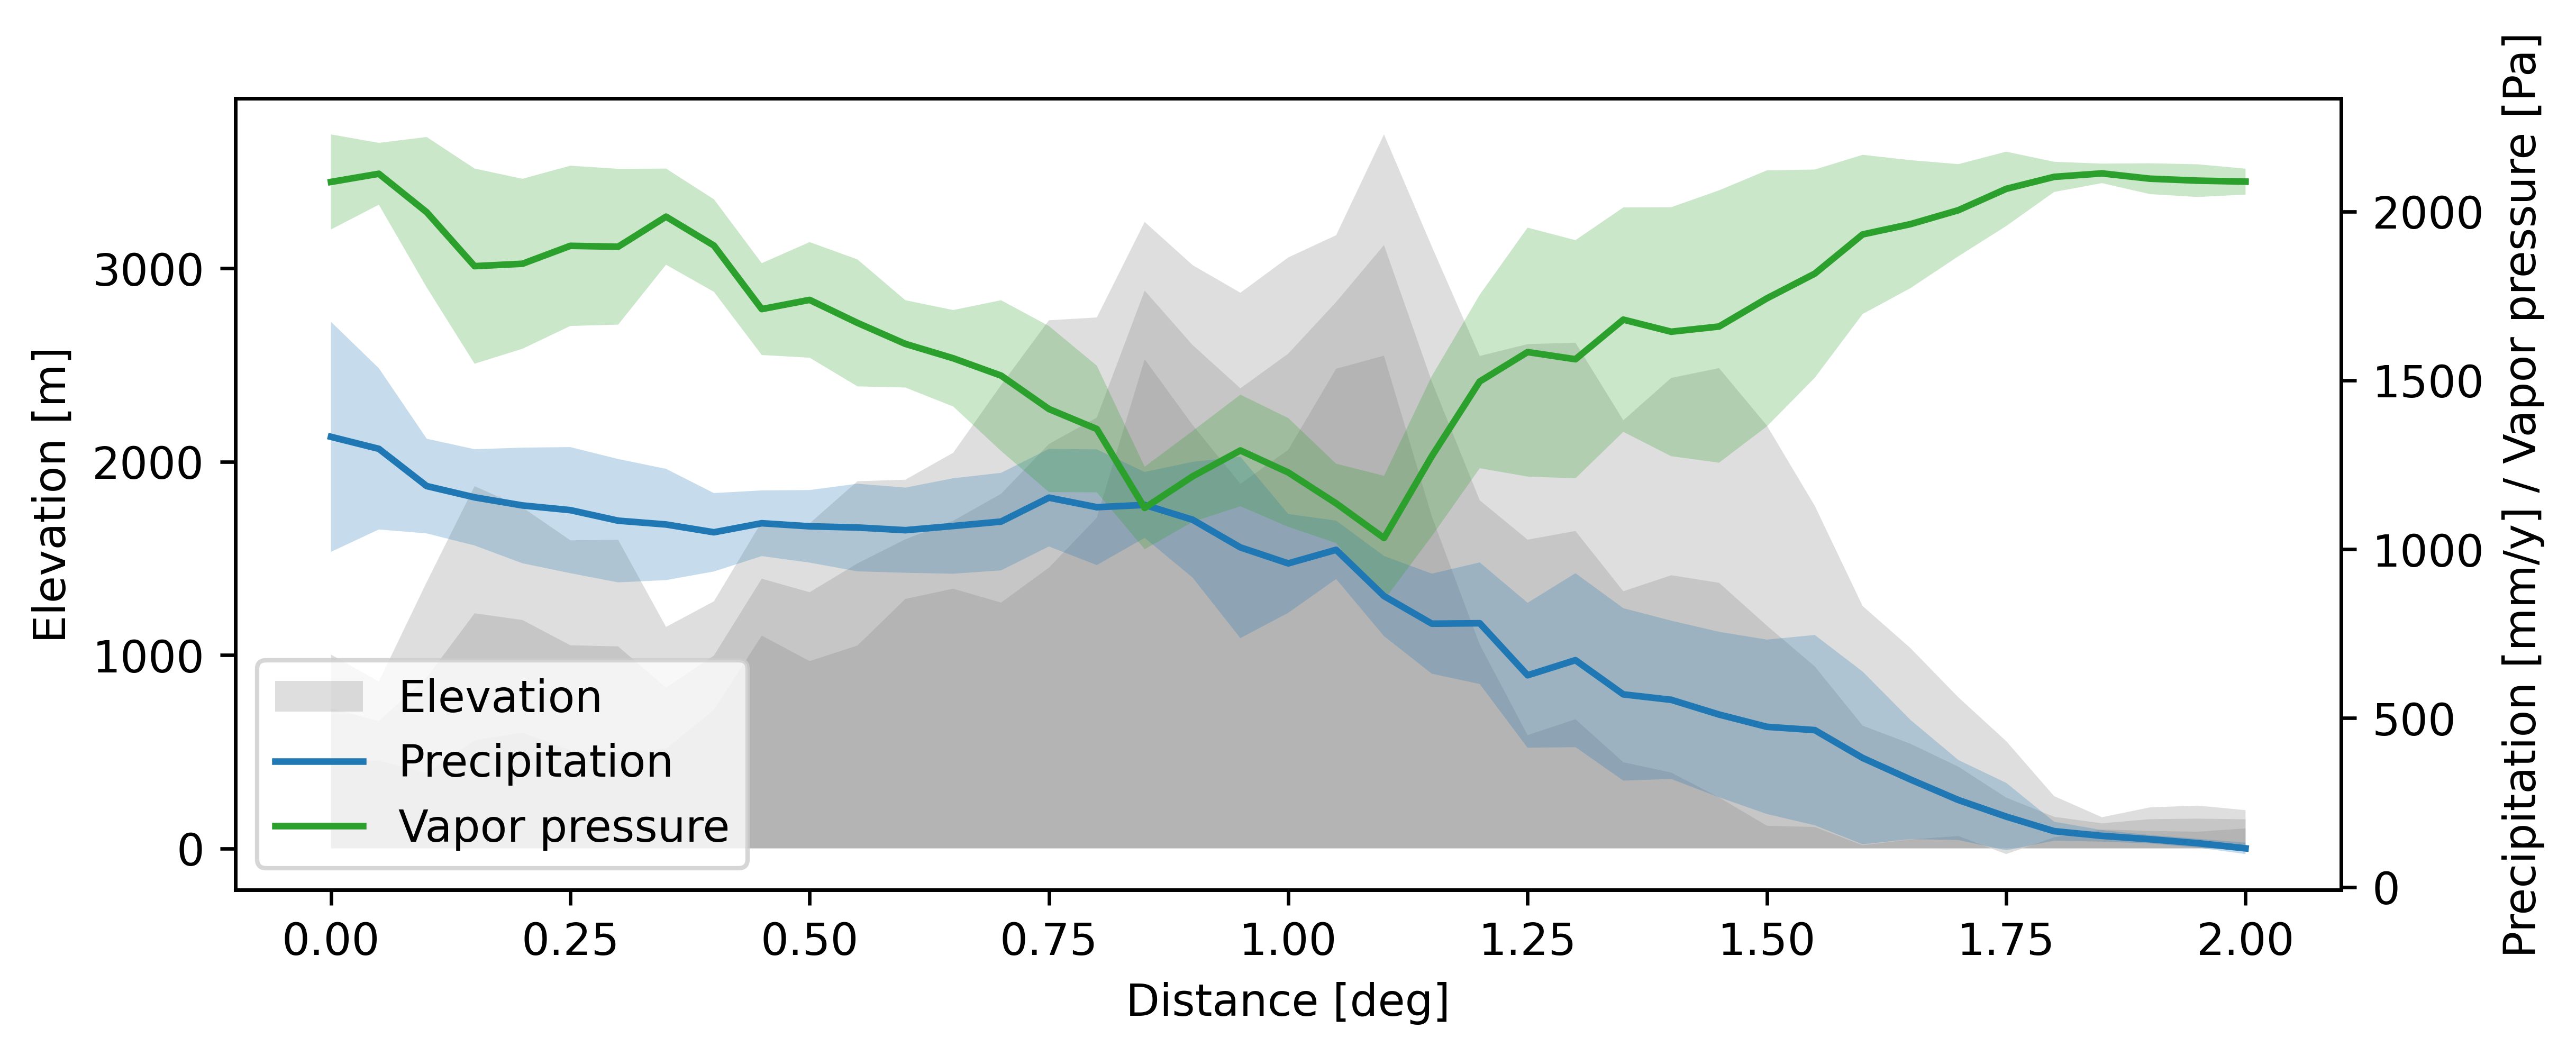 Elevation [m]
3000
2000
1000
0
Elevation
Precipitation
Vapor pressure
0.00 0.25 0.50 0.75 1.00 1.25 1.50 1.75 2.00
Distance [deg]
2000
1500
1000
500
0
Precipitation [mm/y] / Vapor pressure [Pa]